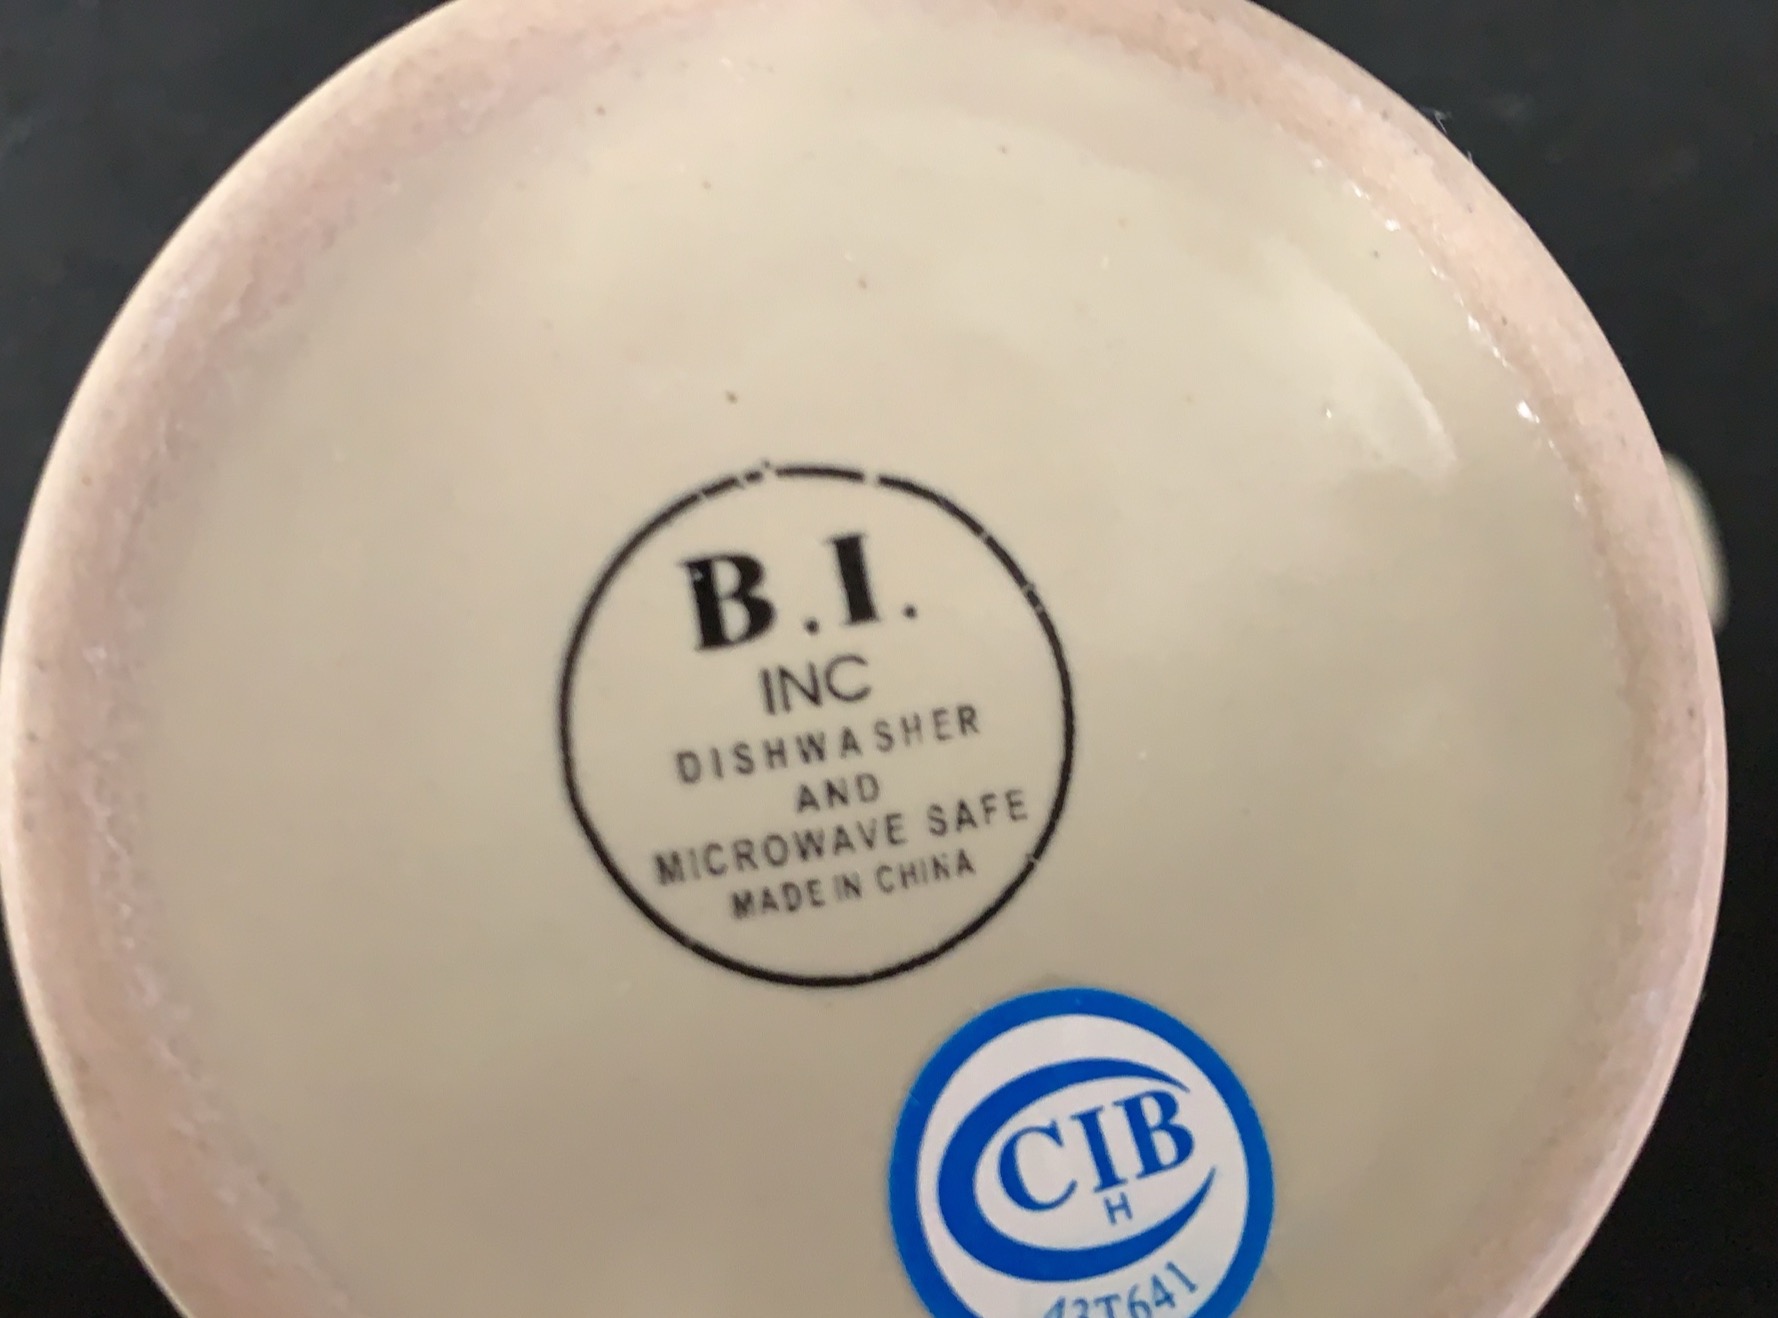 B.I.
INC
DISHWASHER
AND
MICROWAVE SAFE
MADE IN CHINA
CIB
H